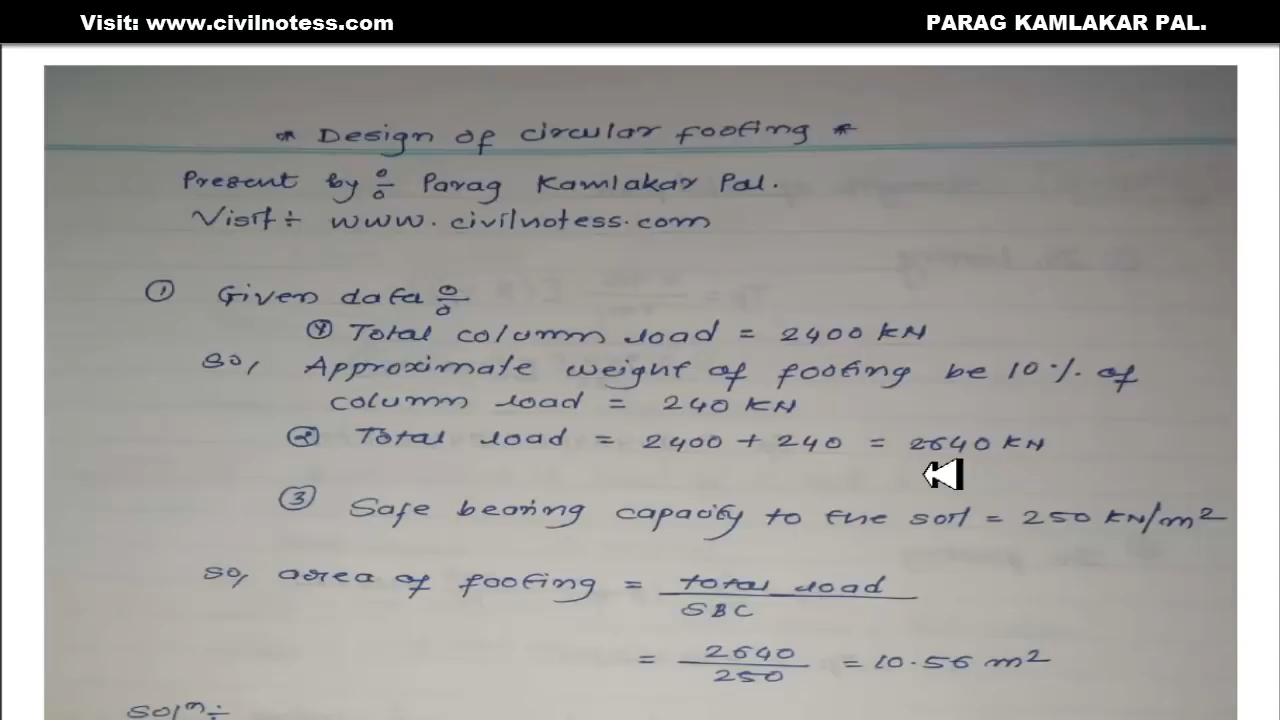 Visit: www.civilnotess.com
PARAG KAMLAKAR PAL.
* Design of circular footing *
Present by ÷ Parag Kamlakar Pal.
Visit ÷ www.civilnotess.com
① Given data ÷
① Total column load = 2400 KN
So, Approximate weight of footing be 10 % of
column load = 240 KN
② Total load = 2400 + 240 = 2640 KN
③ Safe bearing capacity to the soil = 250 KN/m²
So, area of footing = total load
SBC
= 2640
250
= 10.56 m²
Solⁿ ÷